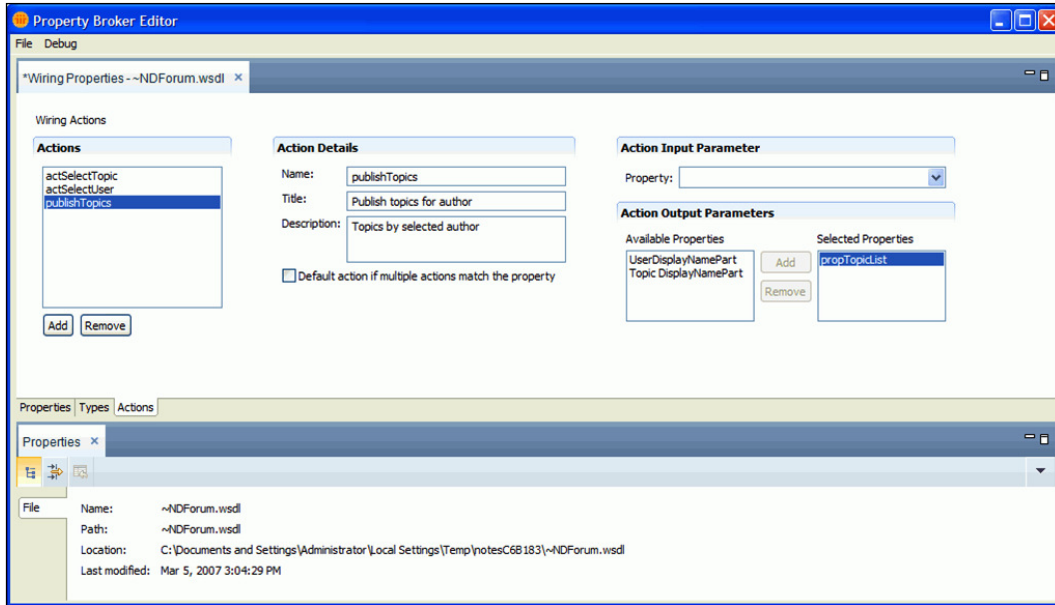 Property Broker Editor
File Debug
*Wiring Properties - ~NDForum.wsdl
Wiring Actions
Actions
actSelectTopic
actSelectUser
publishTopics
Add Remove
Action Details
Name: publishTopics
Title: Publish topics for author
Description: Topics by selected author
Default action if multiple actions match the property
Action Input Parameter
Property:
Action Output Parameters
Available Properties
UserDisplayNamePart
Topic DisplayNamePart
Add
Remove
Selected Properties
propTopicList
Properties Types Actions
Properties
File
Name: ~NDForum.wsdl
Path: ~NDForum.wsdl
Location: C:\Documents and Settings\Administrator\Local Settings\Temp\notesC6B183\~NDForum.wsdl
Last modified: Mar 5, 2007 3:04:29 PM